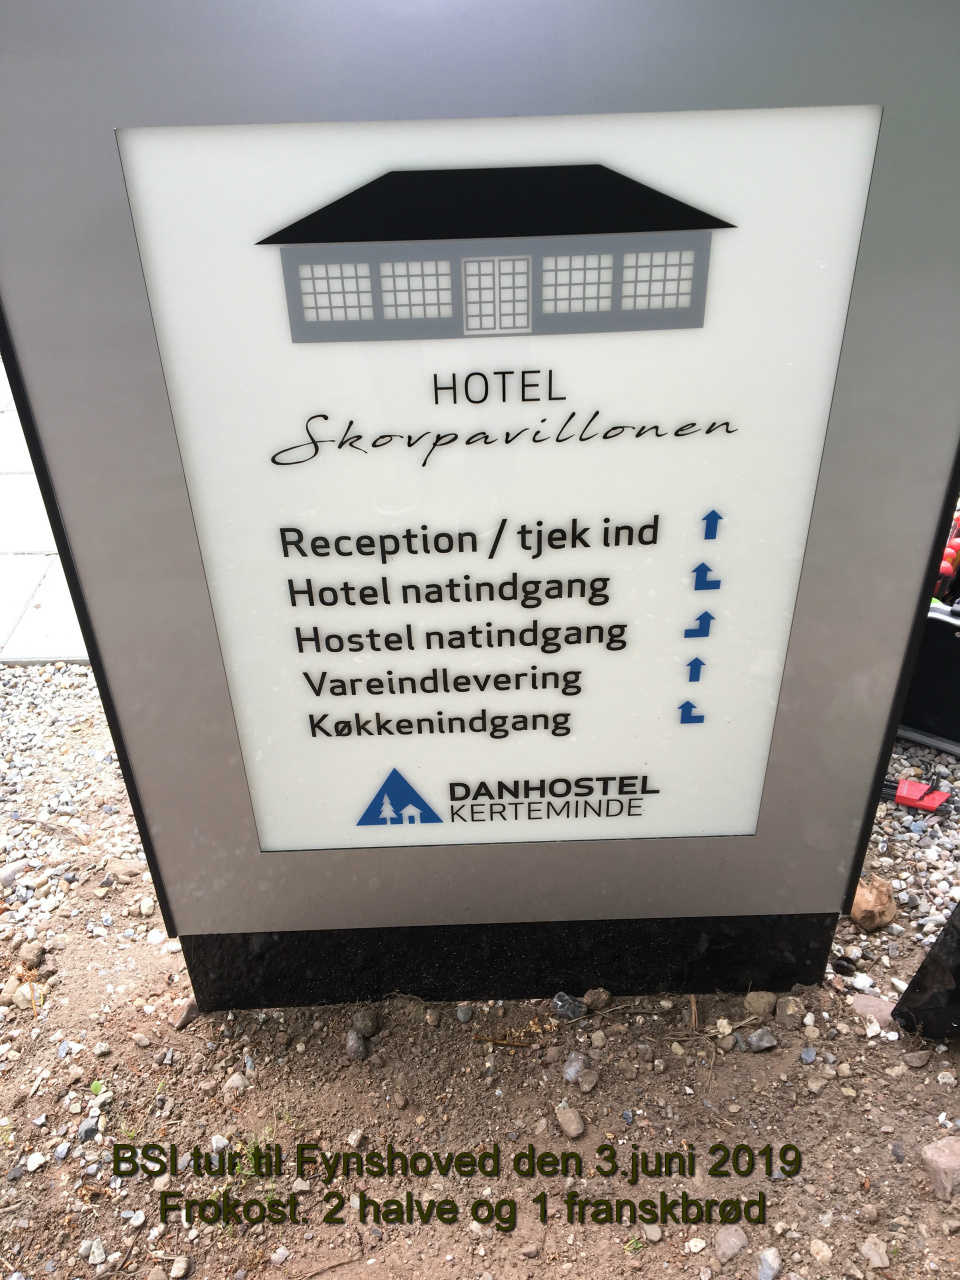 HOTEL
Skovpavillonen
Reception / tjek ind
Hotel natindgang
Hostel natindgang
Vareindlevering
Køkkenindgang
DANHOSTEL
KERTEMINDE
BSI tur til Fynshoved den 3.juni 2019
Frokost. 2 halve og 1 franskbrød